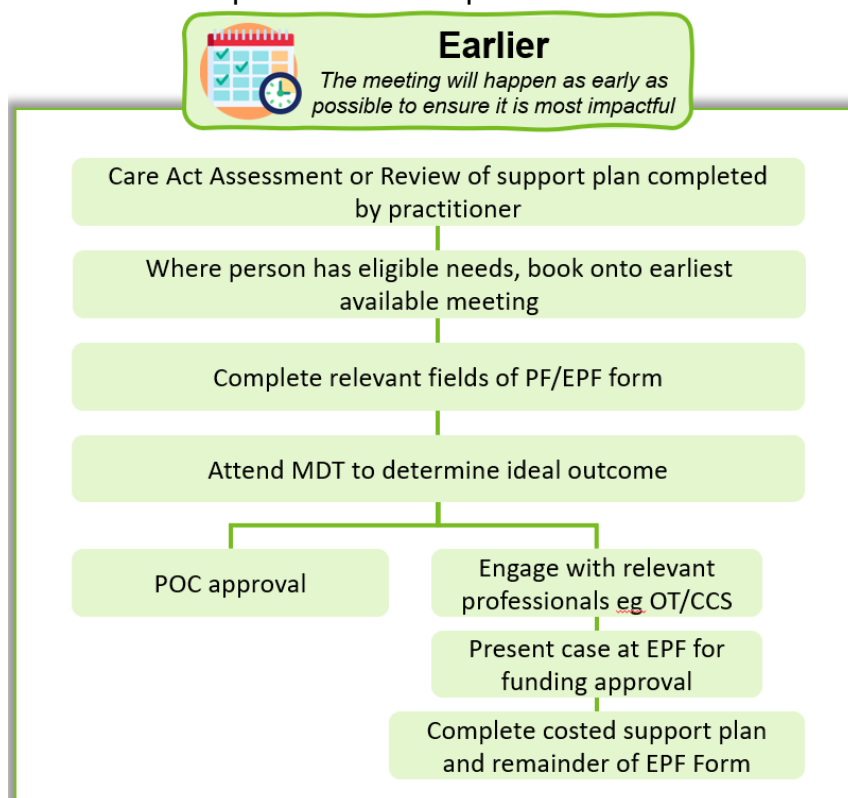 Earlier
The meeting will happen as early as
possible to ensure it is most impactful
Care Act Assessment or Review of support plan completed
by practitioner
Where person has eligible needs, book onto earliest
available meeting
Complete relevant fields of PF/EPF form
Attend MDT to determine ideal outcome
POC approval
Engage with relevant
professionals eg OT/CCS
Present case at EPF for
funding approval
Complete costed support plan
and remainder of EPF Form